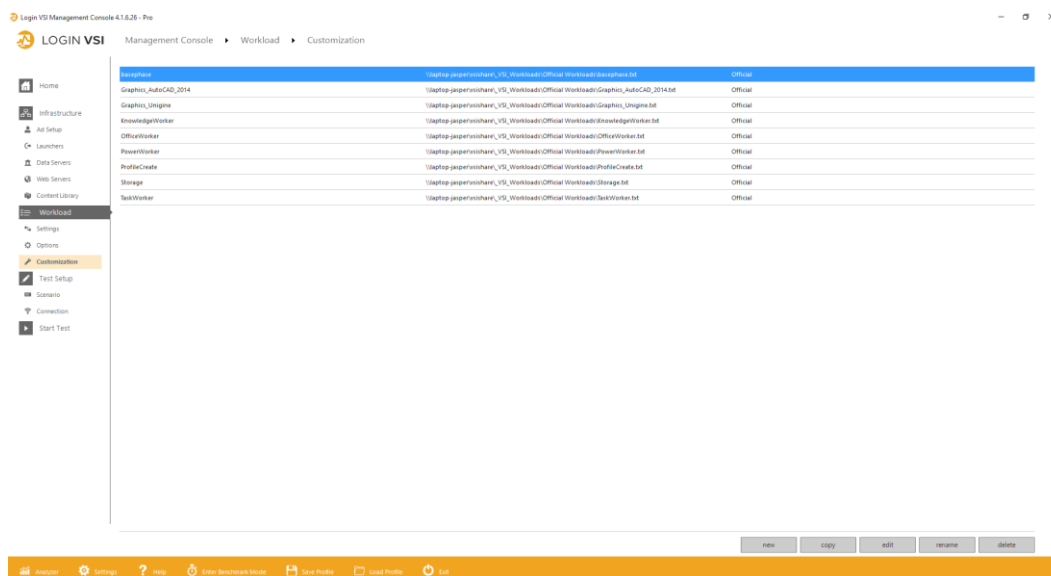 Login VSI Management Console 4.1.6.26 - Pro
LOGIN VSI
Management Console Workload Customization
Home
Infrastructure
Ad Setup
Launchers
Data Servers
Web Servers
Content Library
Workload
Settings
Options
Customization
Test Setup
Scenario
Connection
Start Test
basephase \\laptop-jasper\vsishare\_VSI_Workloads\Official Workloads\basephase.txt Official
Graphics_AutoCAD_2014 \\laptop-jasper\vsishare\_VSI_Workloads\Official Workloads\Graphic_AutoCAD_2014.txt Official
Graphics_Unigine \\laptop-jasper\vsishare\_VSI_Workloads\Official Workloads\Graphics_Unigine.txt Official
KnowledgeWorker \\laptop-jasper\vsishare\_VSI_Workloads\Official Workloads\KnowledgeWorker.txt Official
OfficeWorker \\laptop-jasper\vsishare\_VSI_Workloads\Official Workloads\OfficeWorker.txt Official
PowerWorker \\laptop-jasper\vsishare\_VSI_Workloads\Official Workloads\PowerWorker.txt Official
ProfileCreate \\laptop-jasper\vsishare\_VSI_Workloads\Official Workloads\ProfileCreate.txt Official
Storage \\laptop-jasper\vsishare\_VSI_Workloads\Official Workloads\Storage.txt Official
TaskWorker \\laptop-jasper\vsishare\_VSI_Workloads\Official Workloads\TaskWorker.txt Official
new copy edit rename delete
Analyzer Settings Help Enter Benchmark Mode Save Profile Load Profile Exit